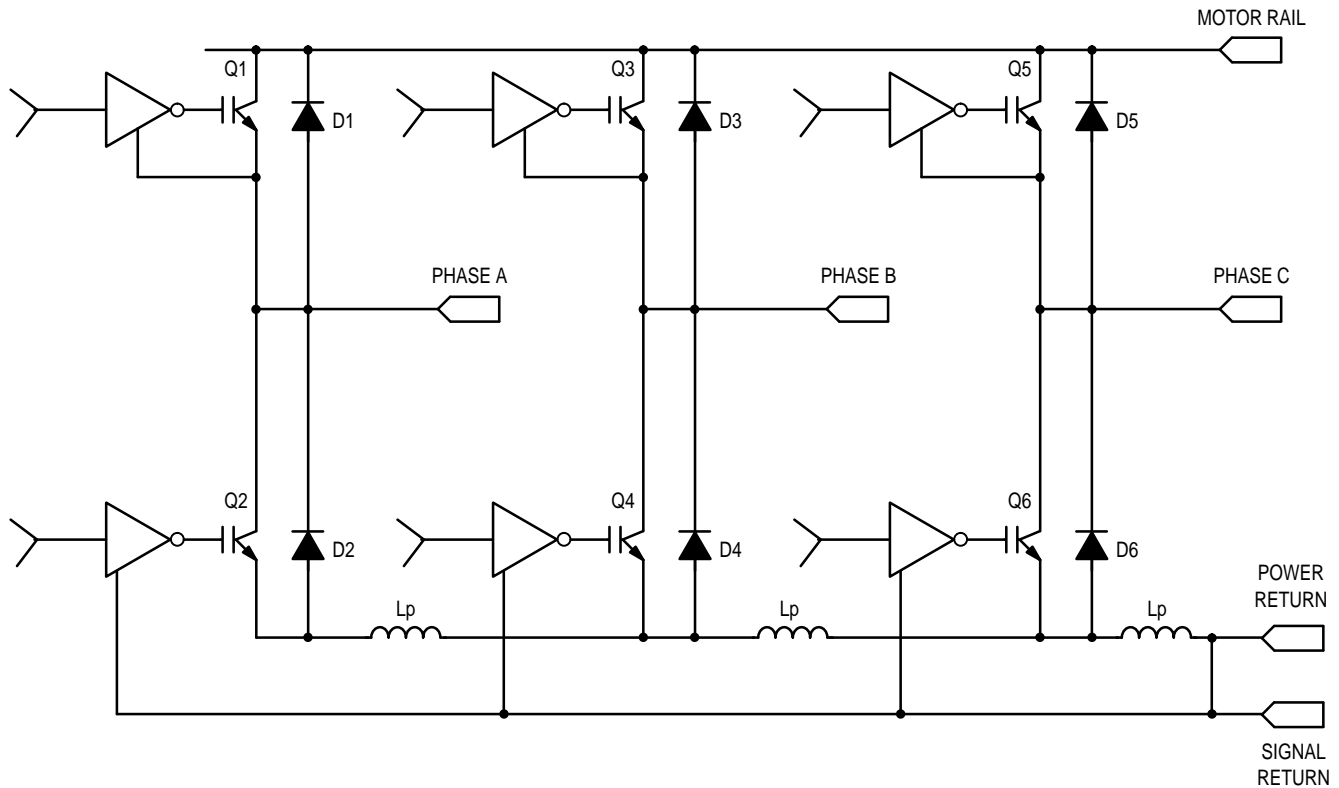 MOTOR RAIL
Q1
Q3
Q5
D1
D3
D5
PHASE A
PHASE B
PHASE C
Q2
Q4
Q6
D2
D4
D6
POWER
RETURN
Lp
Lp
Lp
SIGNAL
RETURN